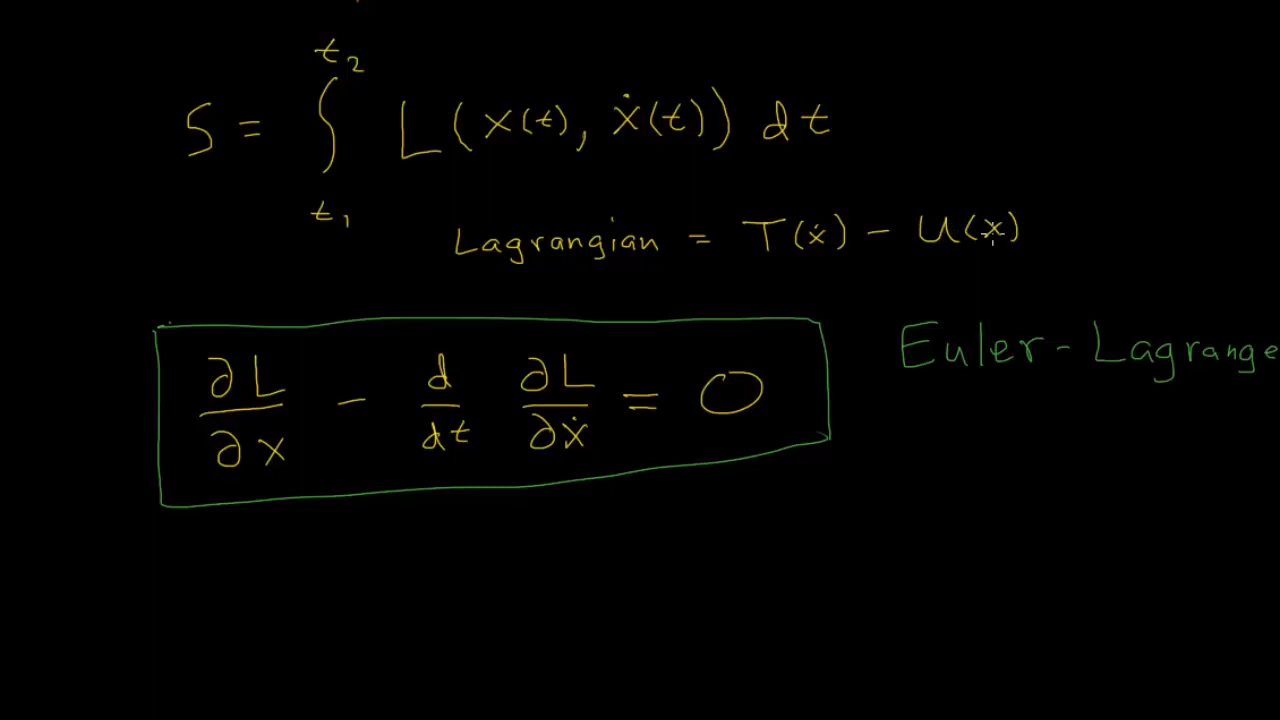 S = ∫_{t₁}^{t₂} L(x(t), ẋ(t)) dt
Lagrangian = T(ẋ) - U(x)
∂L/∂x - d/dt ∂L/∂ẋ = 0
Euler-Lagrange